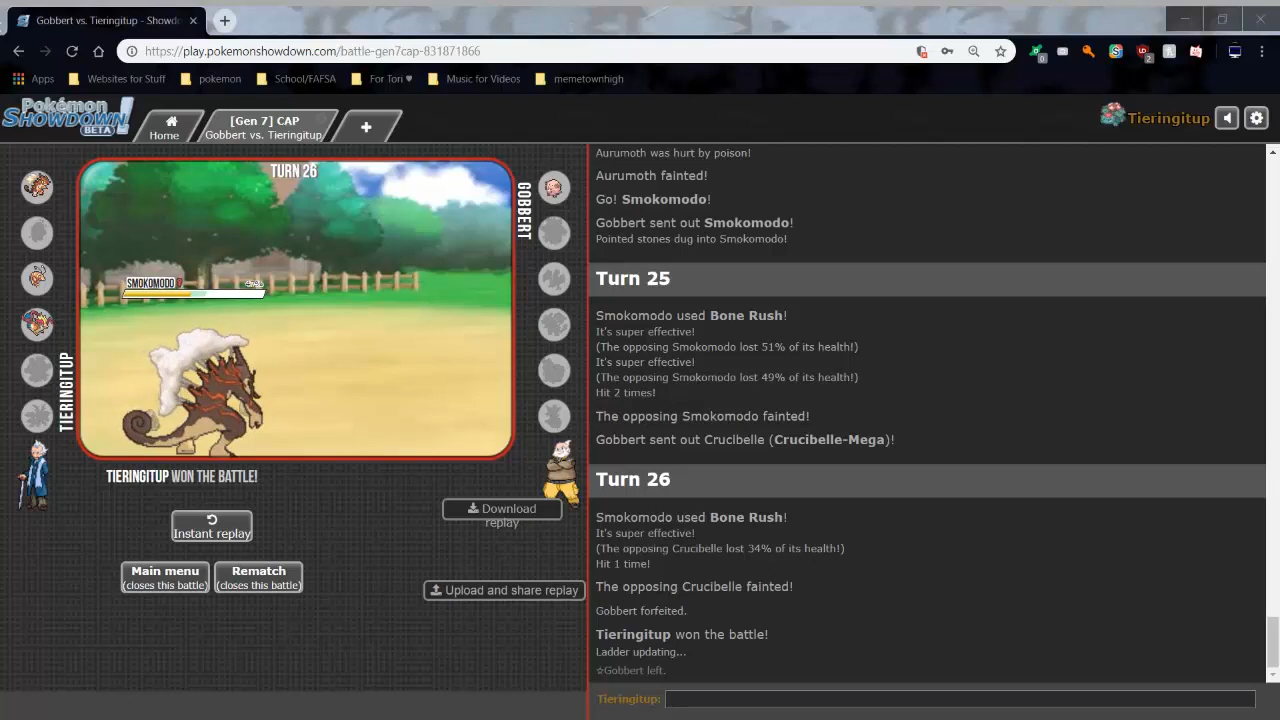 Gobbert vs. Tieringitup - Showdo
https://play.pokemonshowdown.com/battle-gen7cap-831871866
0
2
Apps
Websites for Stuff
pokemon
School/FAFSA
For Tori ♥
Music for Videos
memetownhigh
Pokémon
SHOWDOWN!
BETA
Home
[Gen 7] CAP
Gobbert vs. Tieringitup
Tieringitup
TURN 26
TIERINGITUP
GOBBERT
SMOKOMODO
47%
TIERINGITUP WON THE BATTLE!
Instant replay
Download replay
Main menu
(closes this battle)
Rematch
(closes this battle)
Upload and share replay
Aurumoth was hurt by poison!
Aurumoth fainted!
Go! Smokomodo!
Gobbert sent out Smokomodo!
Pointed stones dug into Smokomodo!
Turn 25
Smokomodo used Bone Rush!
It's super effective!
(The opposing Smokomodo lost 51% of its health!)
It's super effective!
(The opposing Smokomodo lost 49% of its health!)
Hit 2 times!
The opposing Smokomodo fainted!
Gobbert sent out Crucibelle (Crucibelle-Mega)!
Turn 26
Smokomodo used Bone Rush!
It's super effective!
(The opposing Crucibelle lost 34% of its health!)
Hit 1 time!
The opposing Crucibelle fainted!
Gobbert forfeited.
Tieringitup won the battle!
Ladder updating...
☆Gobbert left.
Tieringitup: